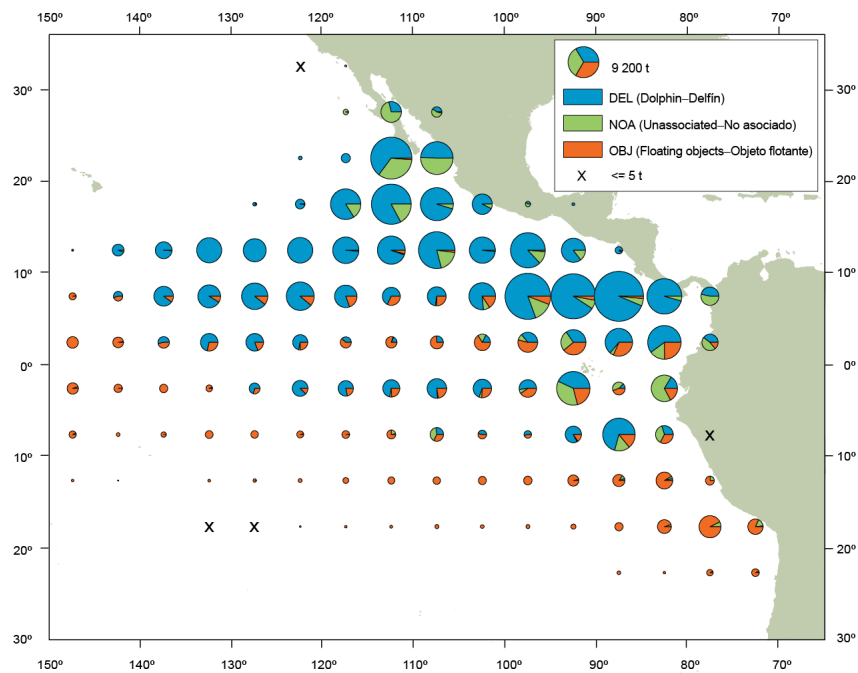 150º 140º 130º 120º 110º 100º 90º 80º 70º
9 200 t
DEL (Dolphin–Delfín)
NOA (Unassociated–No asociado)
OBJ (Floating objects–Objeto flotante)
x <= 5 t
x
30º 30º
20º 20º
10º 10º
0º 0º
x
10º 10º
x x
20º 20º
30º 30º
150º 140º 130º 120º 110º 100º 90º 80º 70º